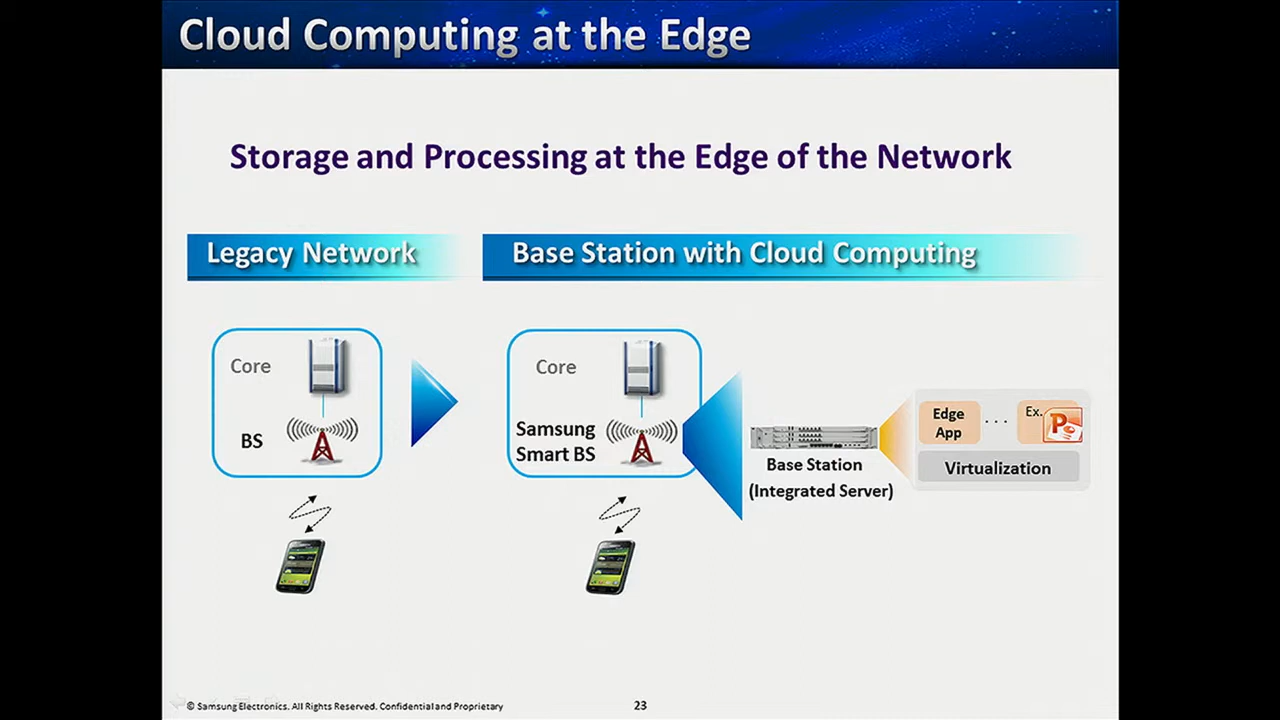 Cloud Computing at the Edge
Storage and Processing at the Edge of the Network
Legacy Network
Base Station with Cloud Computing
Core
BS
Core
Samsung
Smart BS
Base Station
(Integrated Server)
Edge
App
...
Ex.
P
Virtualization
© Samsung Electronics. All Rights Reserved. Confidential and Proprietary
23